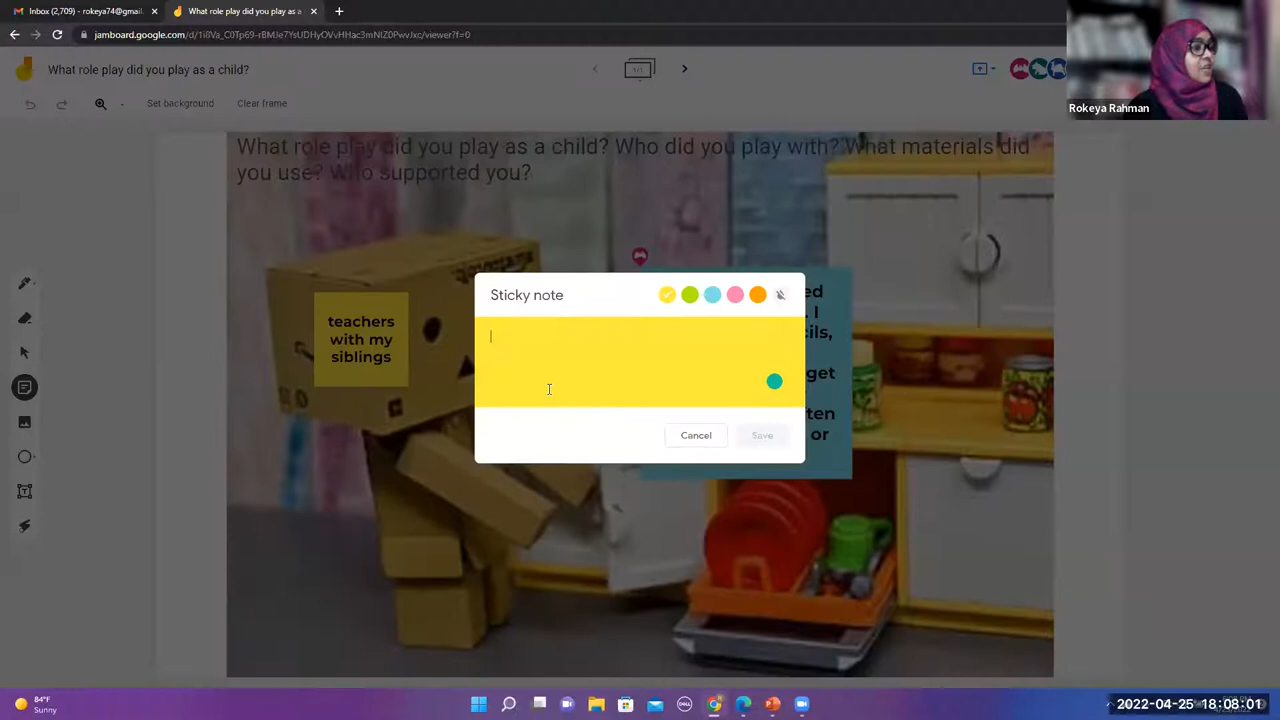 Inbox (2,709) - rokeya74@gmail.
What role play did you play as a
jamboard.google.com/d/1i8Va_C0Tp69-rBMJe7YsUDHyOVvHHac3mNlZ0PwvJxc/viewer?f=0
What role play did you play as a child?
1/1
Set background
Clear frame
Rokeya Rahman
What role play did you play as a child? Who did you play with? What materials did
you use? Who supported you?
teachers
with my
siblings
Sticky note
Cancel
Save
84°F
Sunny
2022-04-25 18:08:01